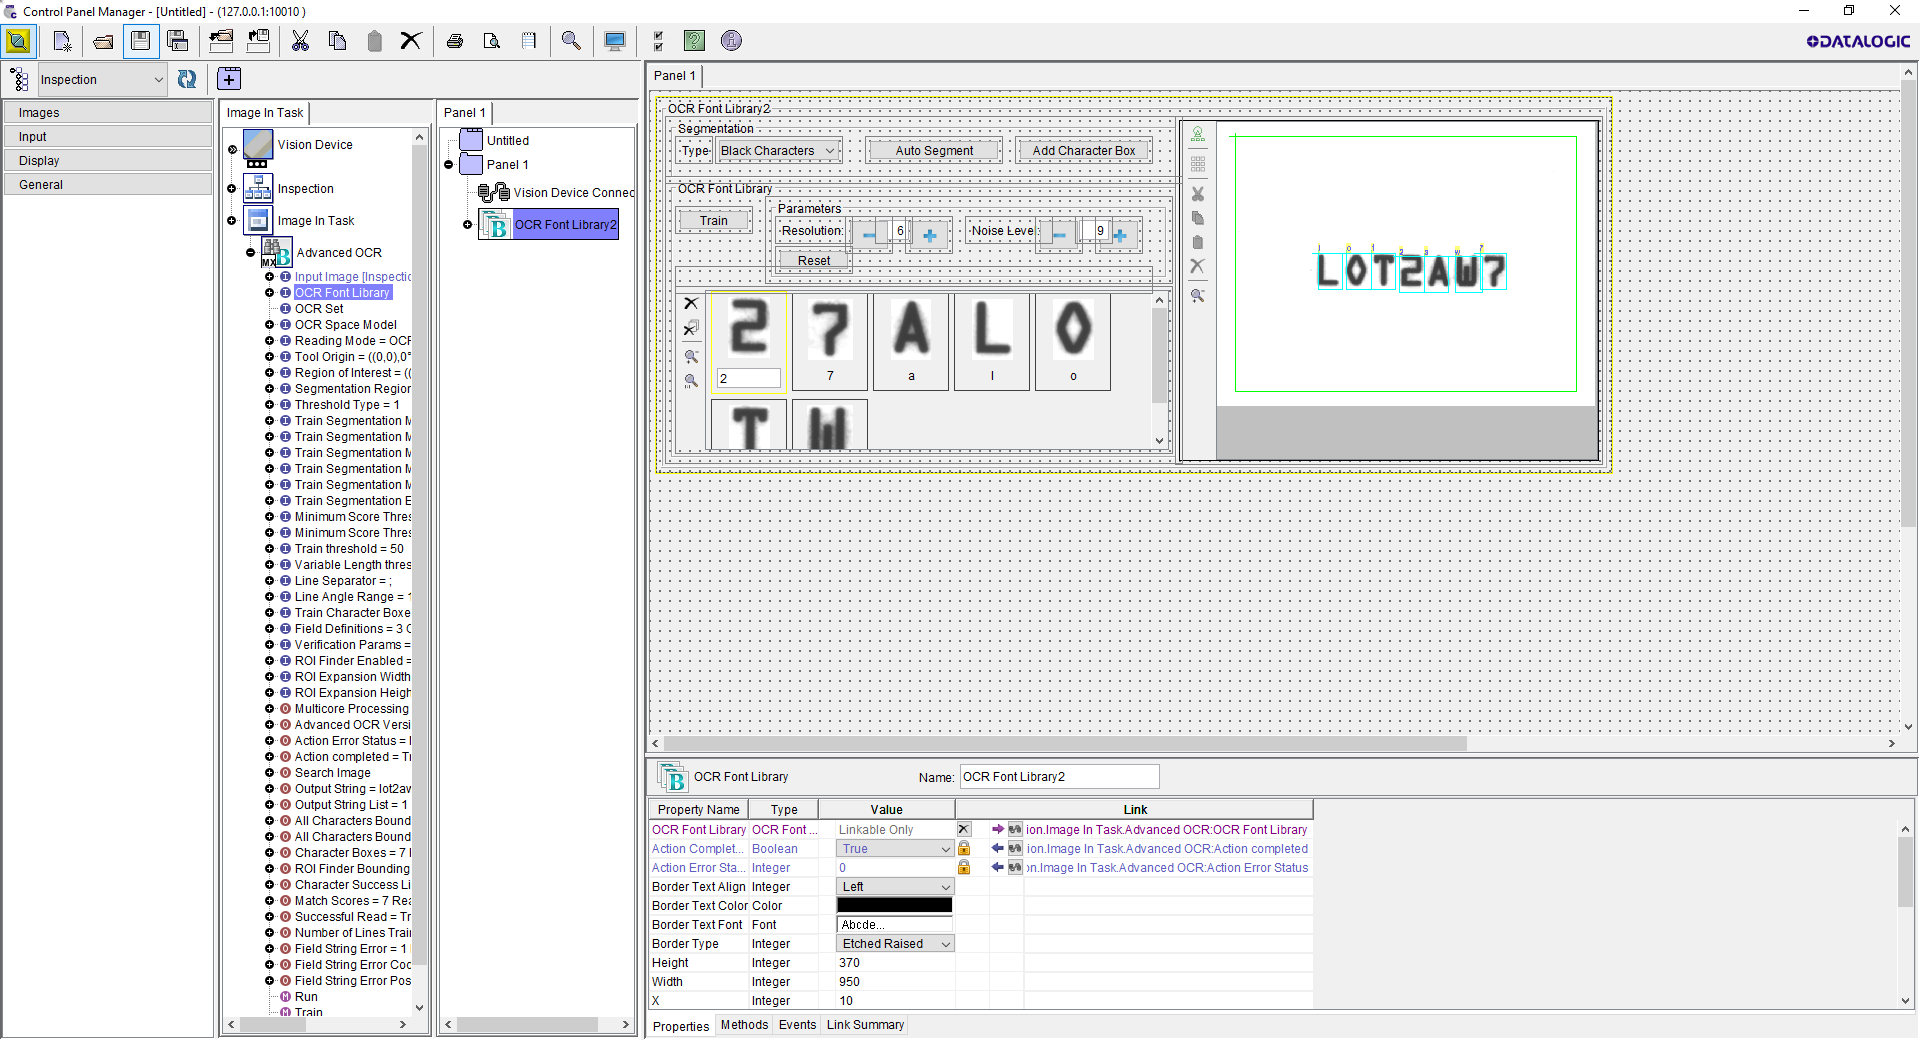 Control Panel Manager - [Untitled] - (127.0.0.1:10010 )
DATALOGIC
Inspection
Images
Input
Display
General
Image In Task
Vision Device
Inspection
Image In Task
Advanced OCR
Input Image [Inspectic
OCR Font Library
OCR Set
OCR Space Model
Reading Mode = OCR
Tool Origin = ((0,0),0°
Region of Interest = ((
Segmentation Region
Threshold Type = 1
Train Segmentation M
Train Segmentation M
Train Segmentation M
Train Segmentation M
Train Segmentation M
Train Segmentation E
Minimum Score Thres
Minimum Score Thres
Train threshold = 50
Variable Length thres
Line Separator = ;
Line Angle Range = 1
Train Character Boxe
Field Definitions = 3 C
Verification Params =
ROI Finder Enabled =
ROI Expansion Width
ROI Expansion Heigh
Multicore Processing
Advanced OCR Versi
Action Error Status = 
Action completed = Tr
Search Image
Output String = lot2aw
Output String List = 1
All Characters Bound
All Characters Bound
Character Boxes = 7
ROI Finder Bounding
Character Success Li
Match Scores = 7 Rea
Successful Read = Tr
Number of Lines Trai
Field String Error = 1
Field String Error Coc
Field String Error Pos
Run
Train
Panel 1
Untitled
Panel 1
Vision Device Connec
OCR Font Library2
Panel 1
OCR Font Library2
Segmentation
Type
Black Characters
Auto Segment
Add Character Box
OCR Font Library
Train
Parameters
Resolution: 6
Noise Level 9
Reset
2 7 A L O
2 7 a l o
T W
l o t 2 a w 7
LOT2AW7
OCR Font Library
Name: OCR Font Library2
Property Name Type Value Link
OCR Font Library OCR Font ... Linkable Only ion.Image In Task.Advanced OCR:OCR Font Library
Action Complet... Boolean True ion.Image In Task.Advanced OCR:Action completed
Action Error Sta... Integer 0 on.Image In Task.Advanced OCR:Action Error Status
Border Text Align Integer Left
Border Text Color Color
Border Text Font Font Abcde...
Border Type Integer Etched Raised
Height Integer 370
Width Integer 950
X Integer 10
Properties Methods Events Link Summary